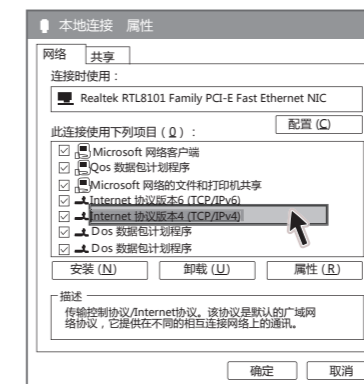 本地连接 属性
网络 共享
连接时使用：
Realtek RTL8101 Family PCI-E Fast Ethernet NIC
配置 (C)
此连接使用下列项目 ( Q ) ：
Microsoft 网络客户端
Qos 数据包计划程序
Microsoft 网络的文件和打印机共享
Internet 协议版本6 (TCP/IPv6)
Internet 协议版本4 (TCP/IPv4)
Dos 数据包计划程序
Dos 数据包计划程序
安装 (N) 卸载 (U) 属性 (R)
描述
传输控制协议/Internet协议。该协议是默认的广域网
络协议，它提供在不同的相互连接网络上的通讯。
确定 取消